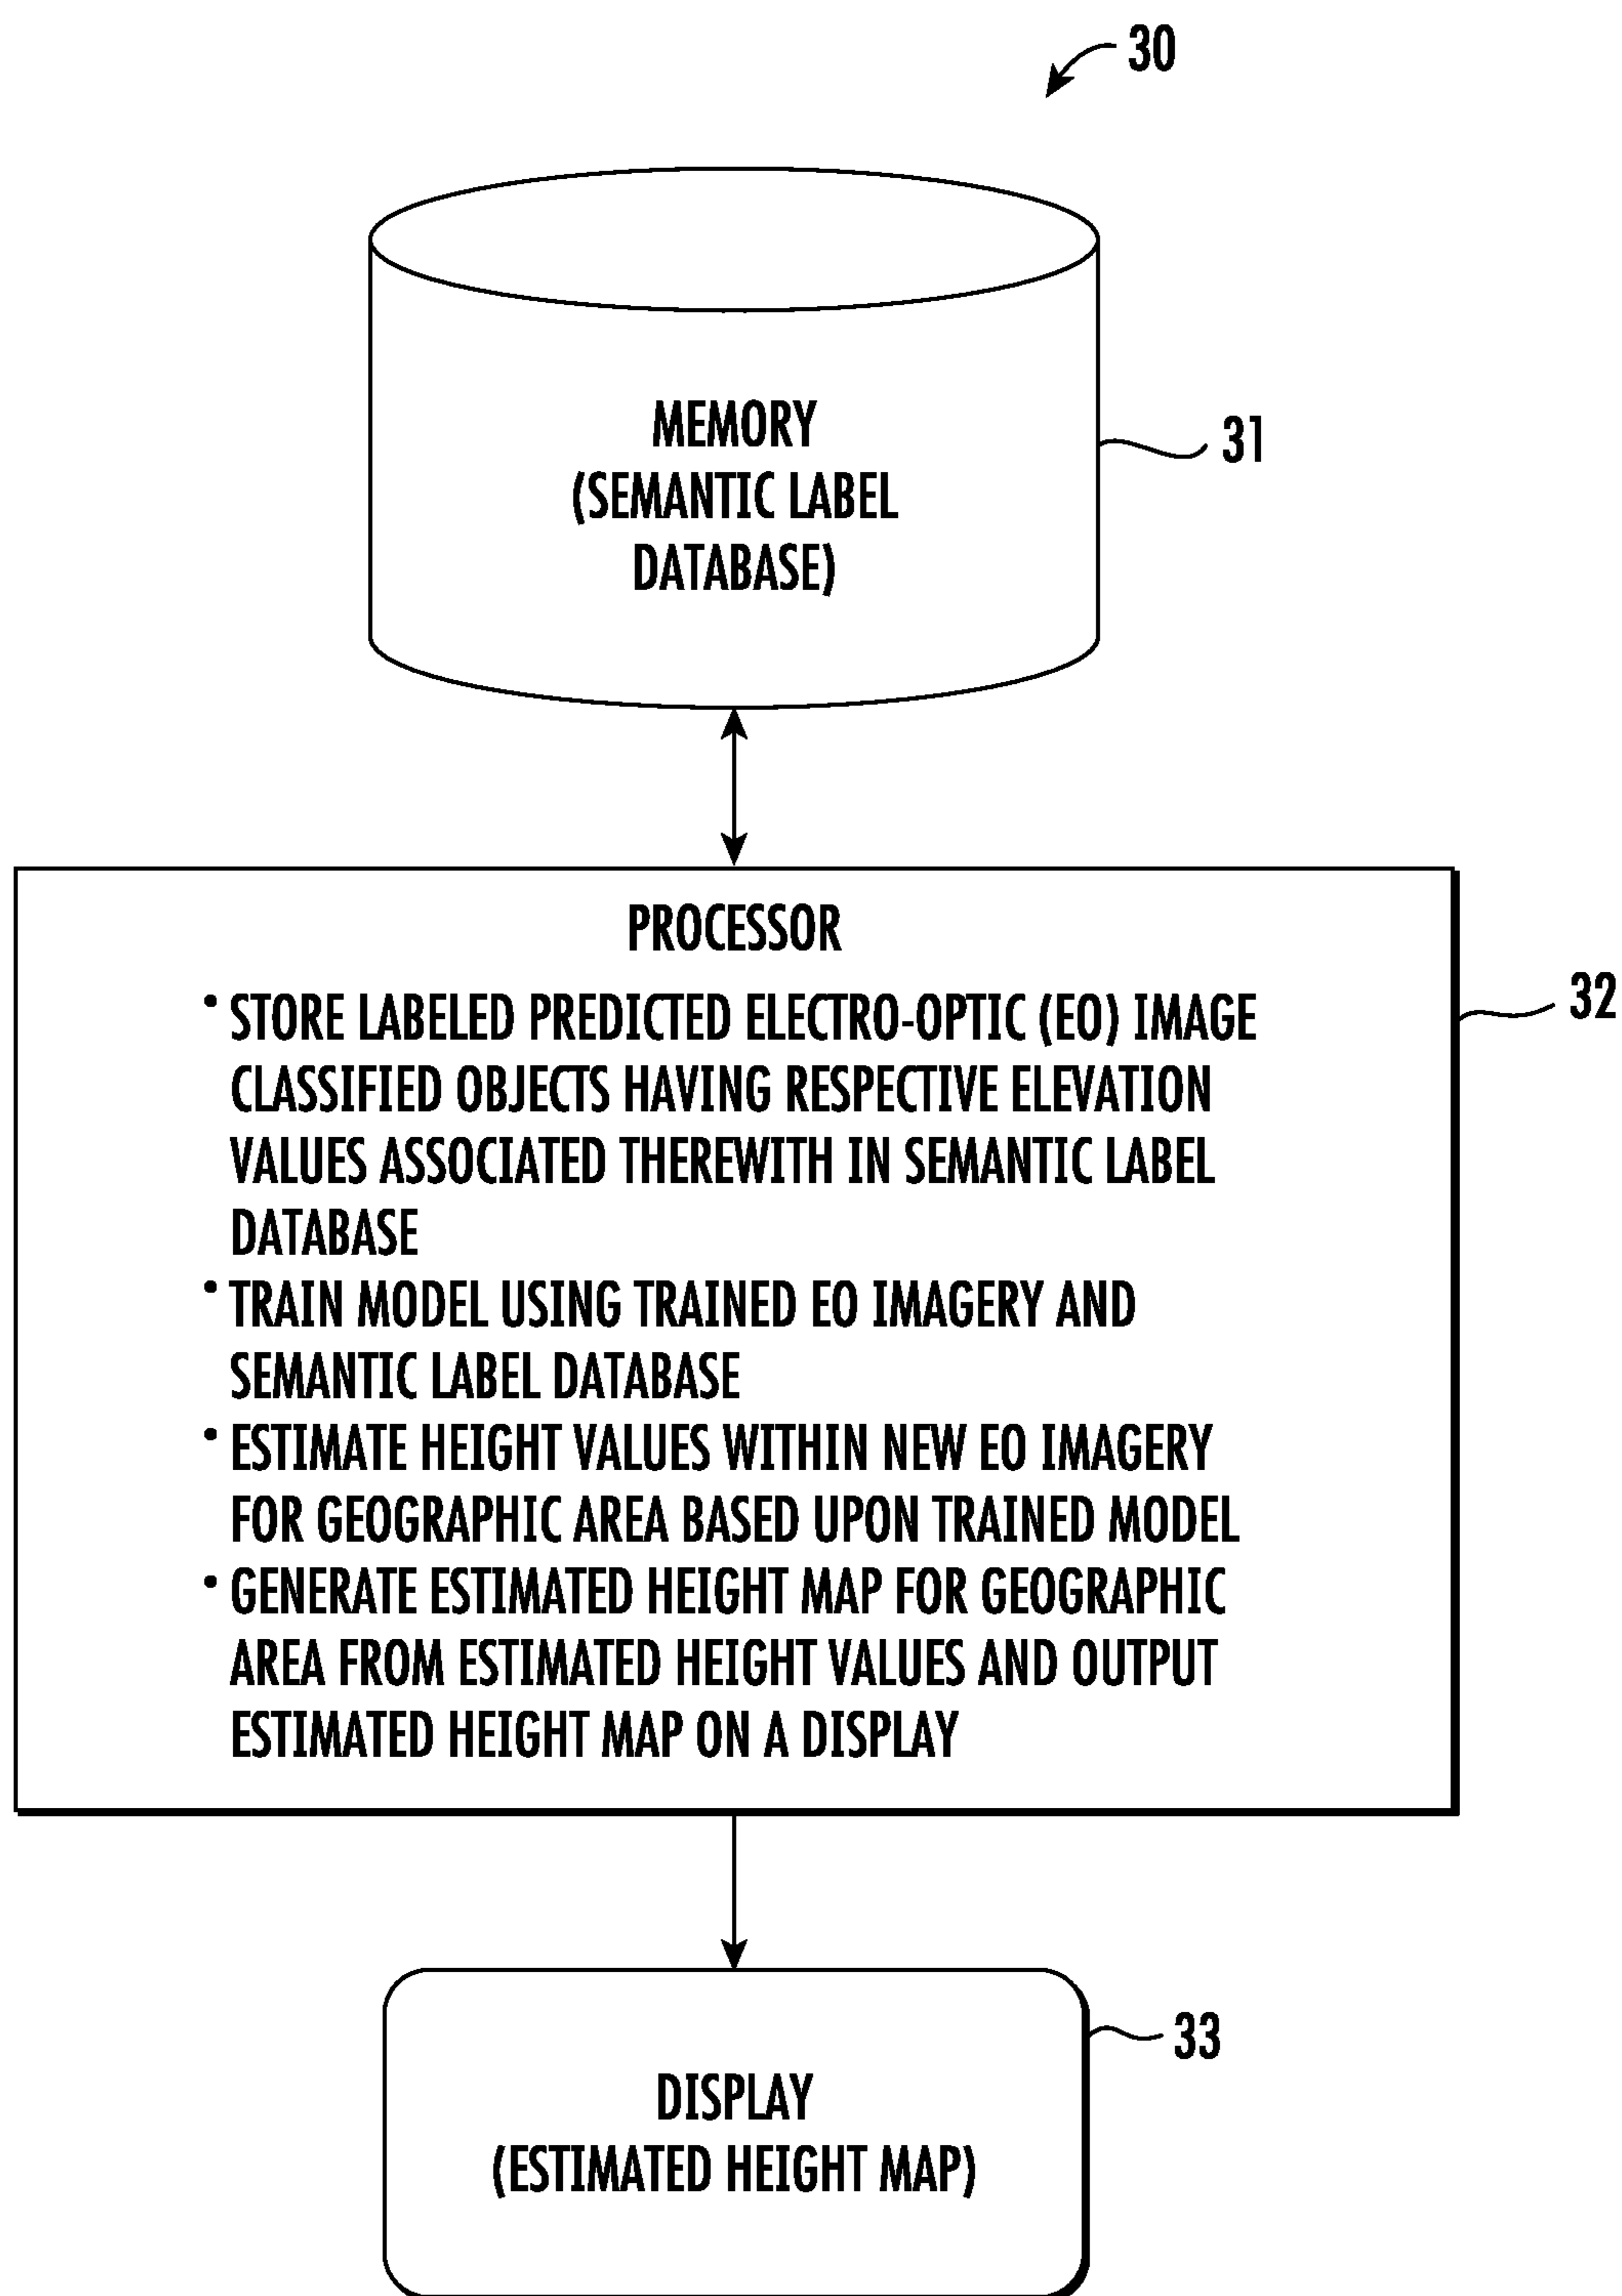 30
MEMORY
(SEMANTIC LABEL
DATABASE)
31
PROCESSOR
• STORE LABELED PREDICTED ELECTRO-OPTIC (EO) IMAGE
CLASSIFIED OBJECTS HAVING RESPECTIVE ELEVATION
VALUES ASSOCIATED THEREWITH IN SEMANTIC LABEL
DATABASE
• TRAIN MODEL USING TRAINED EO IMAGERY AND
SEMANTIC LABEL DATABASE
• ESTIMATE HEIGHT VALUES WITHIN NEW EO IMAGERY
FOR GEOGRAPHIC AREA BASED UPON TRAINED MODEL
• GENERATE ESTIMATED HEIGHT MAP FOR GEOGRAPHIC
AREA FROM ESTIMATED HEIGHT VALUES AND OUTPUT
ESTIMATED HEIGHT MAP ON A DISPLAY
32
DISPLAY
(ESTIMATED HEIGHT MAP)
33